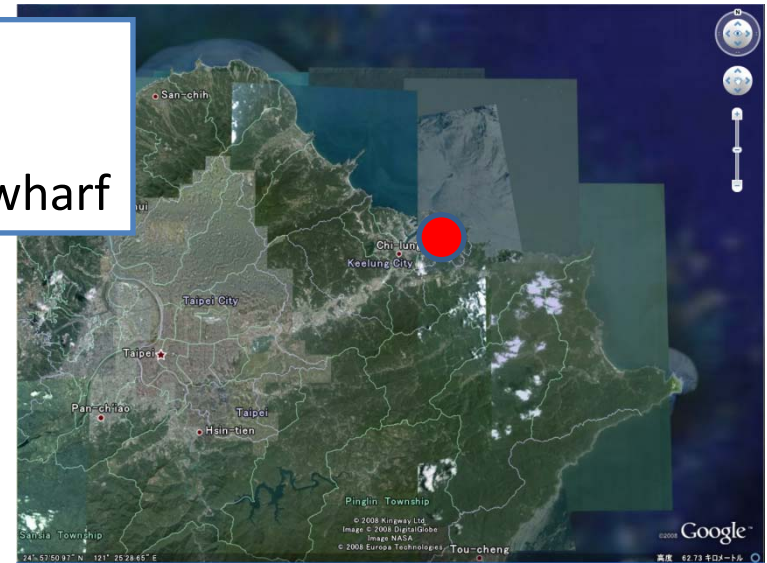 wharf
San-chih
hui
Chi-lung
Keelung City
Taipei City
Taipei
Pan-ch'iao
Taipei
Hsin-tien
Pinglin Township
Sansia Township
© 2008 Kingway Ltd
Image © 2008 DigitalGlobe
Image NASA
© 2008 Europa Technologies
Tou-cheng
©2008 Google™
24°57'50.97" N 121°25'28.65" E
高度 62.73 キロメートル
N